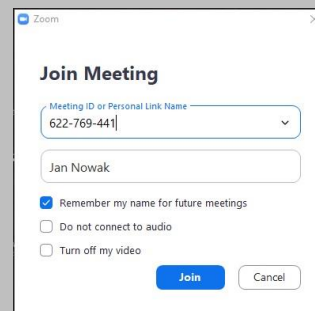 Zoom
Join Meeting
Meeting ID or Personal Link Name
622-769-441
Jan Nowak
Remember my name for future meetings
Do not connect to audio
Turn off my video
Join Cancel